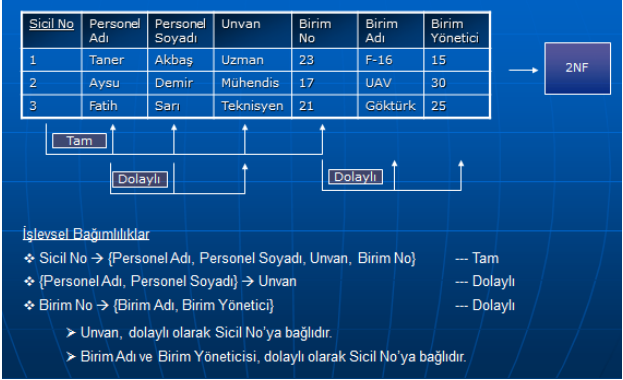 Sicil No Personel Adı Personel Soyadı Unvan Birim No Birim Adı Birim Yönetici
1 Taner Akbaş Uzman 23 F-16 15
2 Aysu Demir Mühendis 17 UAV 30
3 Fatih Sarı Teknisyen 21 Göktürk 25
2NF
Tam
Dolaylı
Dolaylı
İşlevsel Bağımlılıklar
❖ Sicil No → {Personel Adı, Personel Soyadı, Unvan, Birim No} --- Tam
❖ {Personel Adı, Personel Soyadı} → Unvan --- Dolaylı
❖ Birim No → {Birim Adı, Birim Yönetici} --- Dolaylı
➢ Unvan, dolaylı olarak Sicil No'ya bağlıdır.
➢ Birim Adı ve Birim Yöneticisi, dolaylı olarak Sicil No'ya bağlıdır.